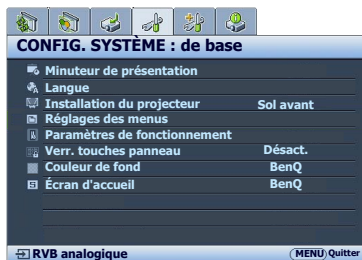 CONFIG. SYSTÈME : de base
Minuteur de présentation
Langue
Installation du projecteur Sol avant
Réglages des menus
Paramètres de fonctionnement
Verr. touches panneau Désact.
Couleur de fond BenQ
Écran d'accueil BenQ
RVB analogique MENU Quitter